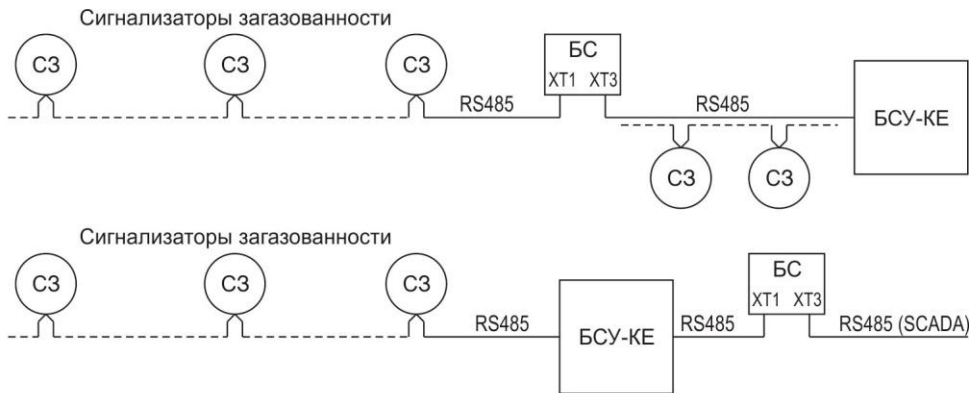 Сигнализаторы загазованности
СЗ СЗ СЗ БС
XT1 XT3
RS485 RS485
БСУ-КЕ
СЗ СЗ
Сигнализаторы загазованности
СЗ СЗ СЗ БС
XT1 XT3
RS485 RS485 RS485 (SCADA)
БСУ-КЕ